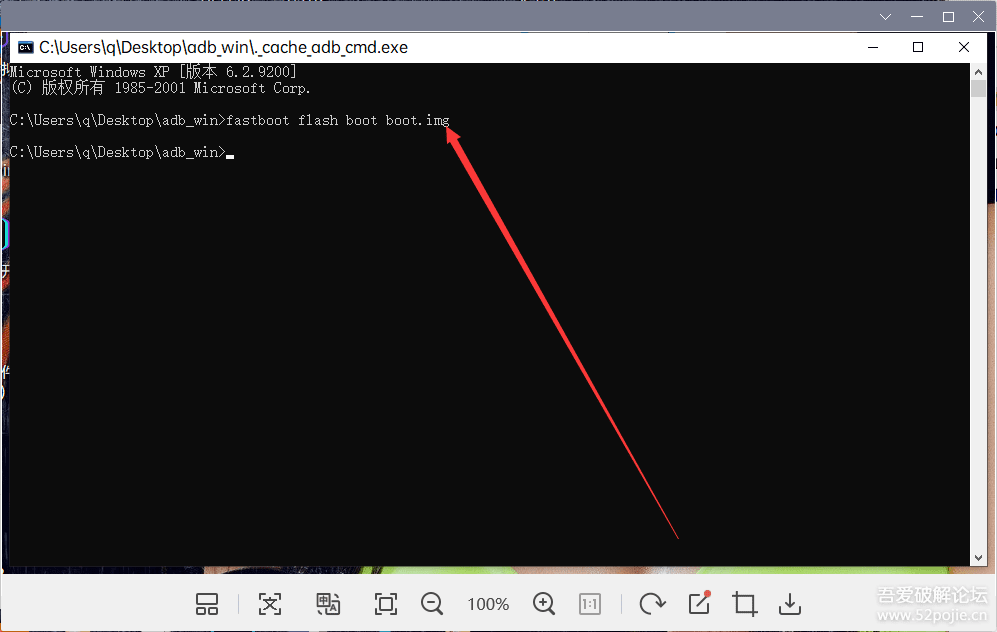 C:\Users\q\Desktop\adb_win\._cache_adb_cmd.exe
Microsoft Windows XP [版本 6.2.9200]
(C) 版权所有 1985-2001 Microsoft Corp.
C:\Users\q\Desktop\adb_win>fastboot flash boot boot.img
C:\Users\q\Desktop\adb_win>
100%
1:1
吾爱破解论坛
www.52pojie.cn